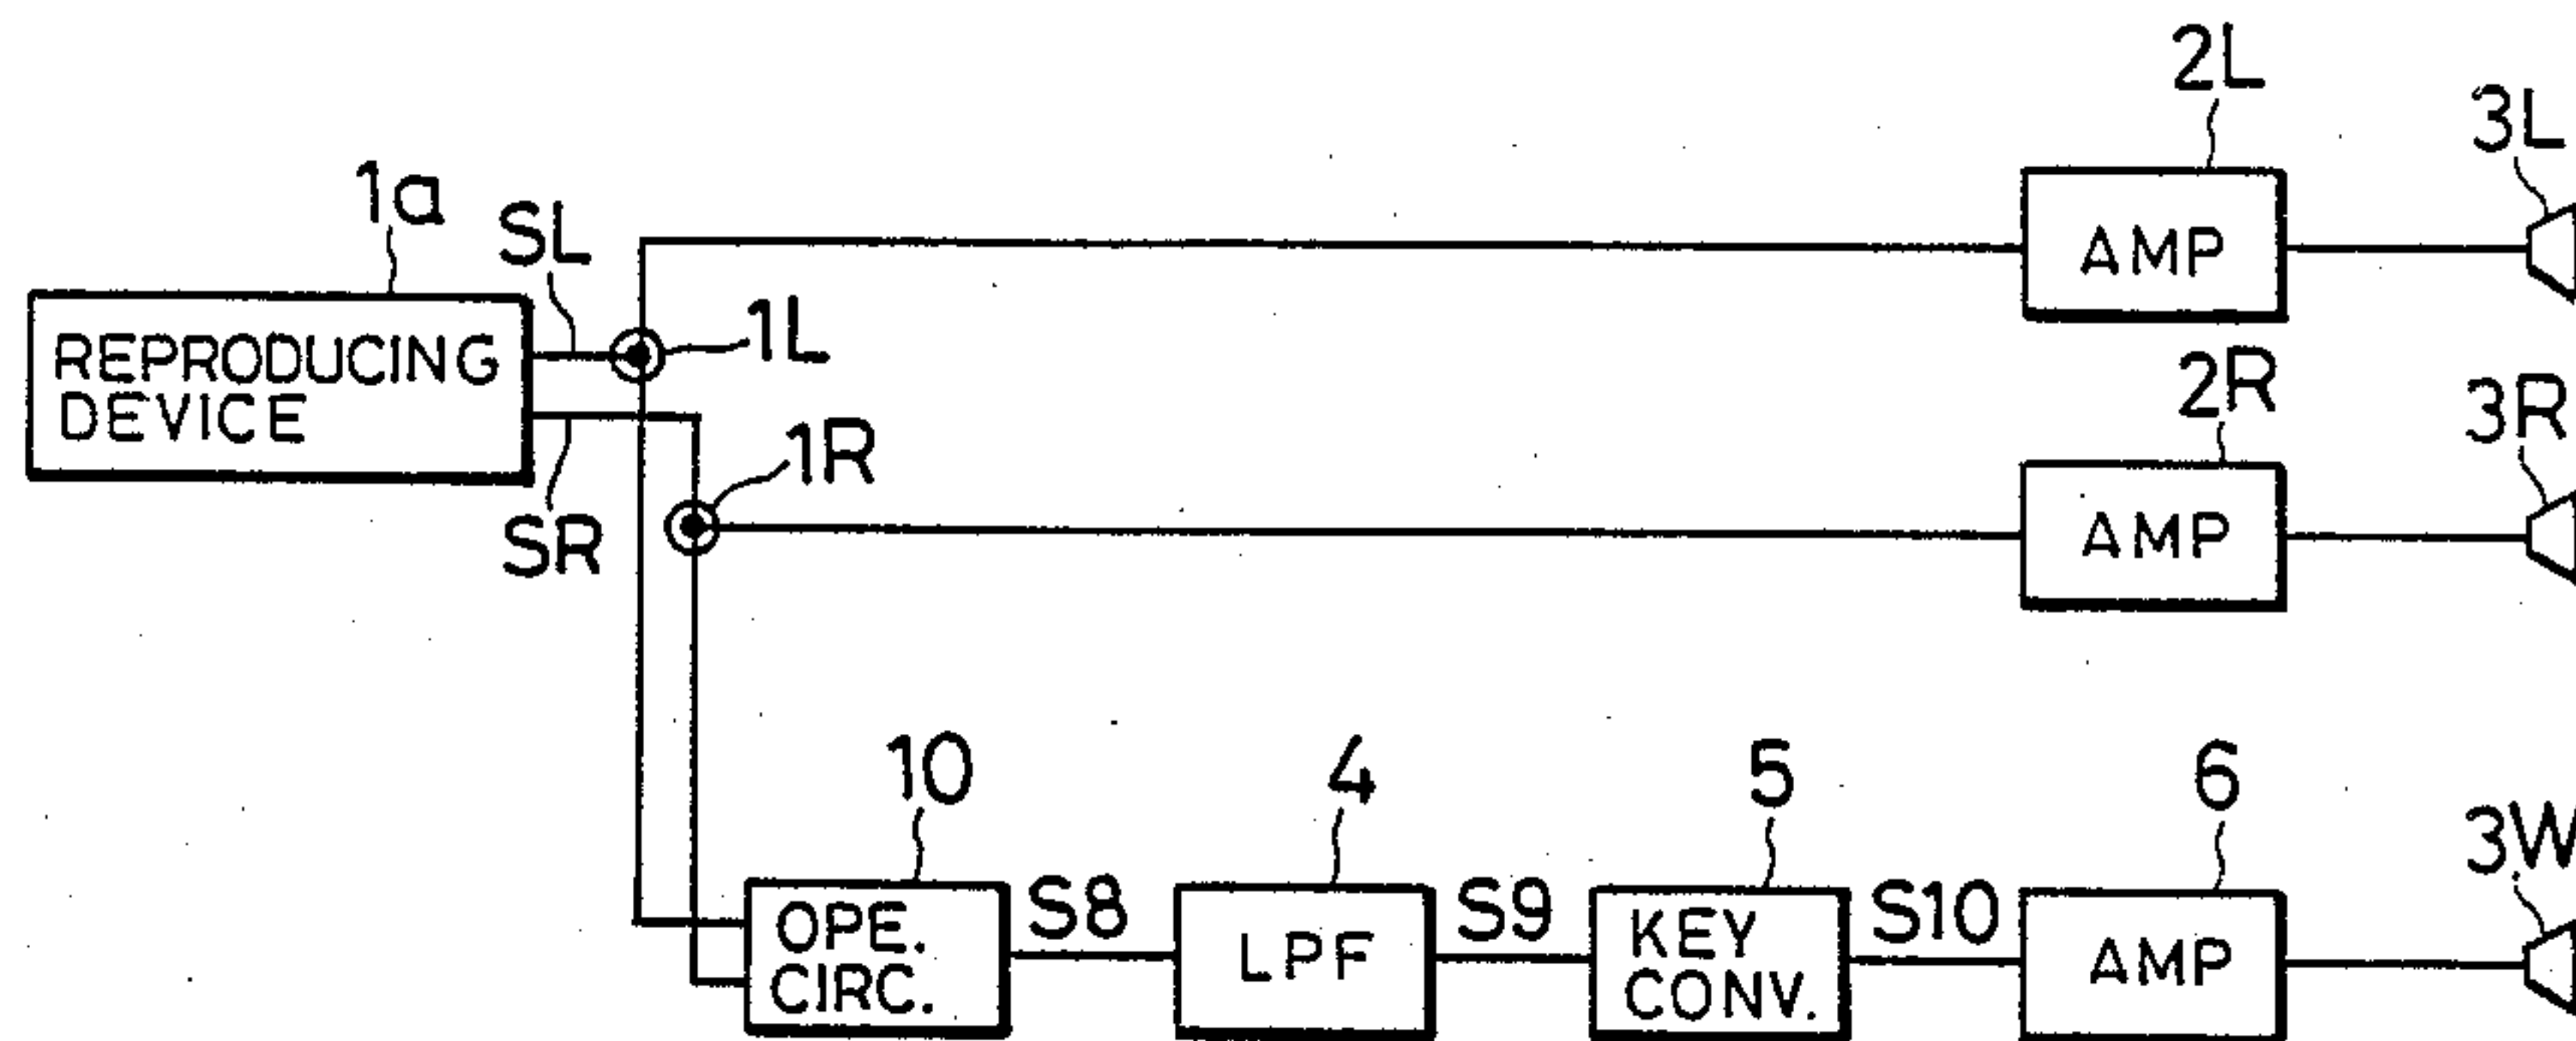 2L
3L
1a
SL
AMP
1L
REPRODUCING
DEVICE
2R
3R
1R
SR
AMP
10
4
5
6
3W
OPE.
CIRC.
S8
LPF
S9
KEY
CONV.
S10
AMP